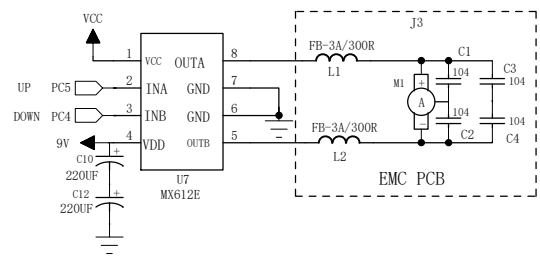 VCC
J3
FB-3A/300R
L1
1
VCC
OUTA
8
UP
PC5
2
INA
GND
7
DOWN
PC4
3
INB
GND
6
9V
4
VDD
OUTB
5
C10
+
220UF
C12
+
220UF
U7
MX612E
FB-3A/300R
L2
M1
+
A
-
C1
104
104
C2
C3
104
104
C4
EMC PCB